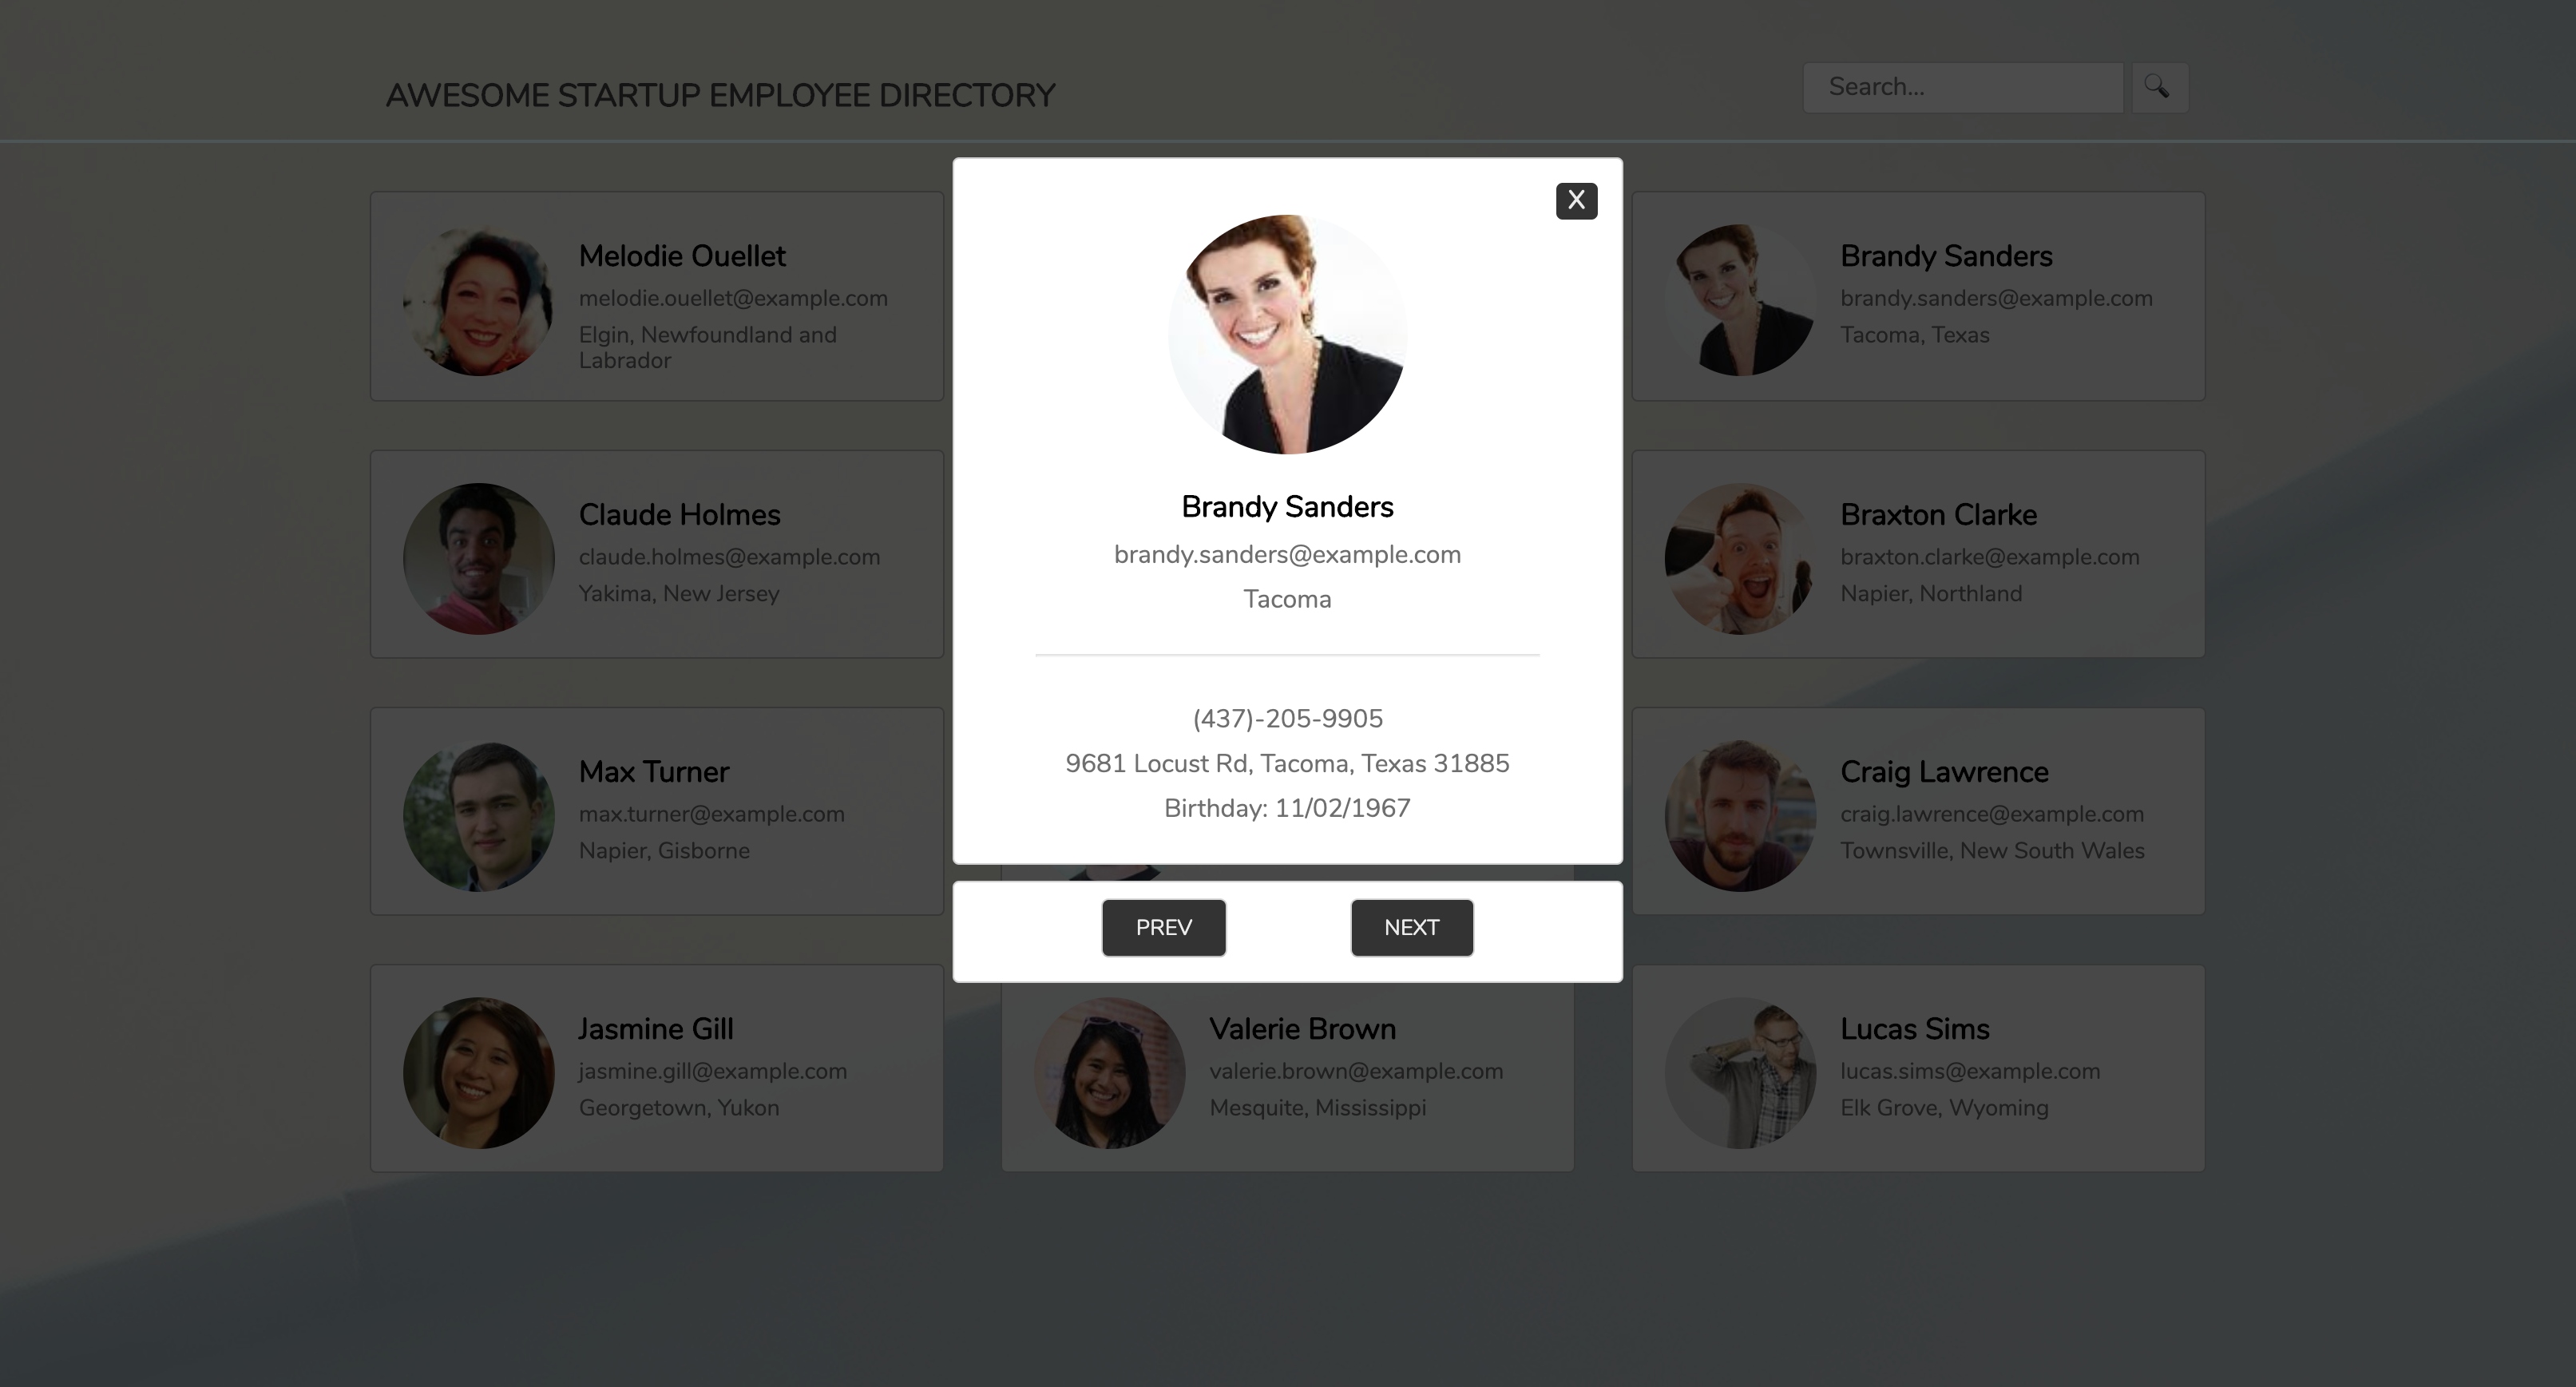 AWESOME STARTUP EMPLOYEE DIRECTORY
Search...
Melodie Ouellet
melodie.ouellet@example.com
Elgin, Newfoundland and
Labrador
X
Brandy Sanders
brandy.sanders@example.com
Tacoma
(437)-205-9905
9681 Locust Rd, Tacoma, Texas 31885
Birthday: 11/02/1967
PREV
NEXT
Brandy Sanders
brandy.sanders@example.com
Tacoma, Texas
Claude Holmes
claude.holmes@example.com
Yakima, New Jersey
Braxton Clarke
braxton.clarke@example.com
Napier, Northland
Max Turner
max.turner@example.com
Napier, Gisborne
Craig Lawrence
craig.lawrence@example.com
Townsville, New South Wales
Jasmine Gill
jasmine.gill@example.com
Georgetown, Yukon
Valerie Brown
valerie.brown@example.com
Mesquite, Mississippi
Lucas Sims
lucas.sims@example.com
Elk Grove, Wyoming